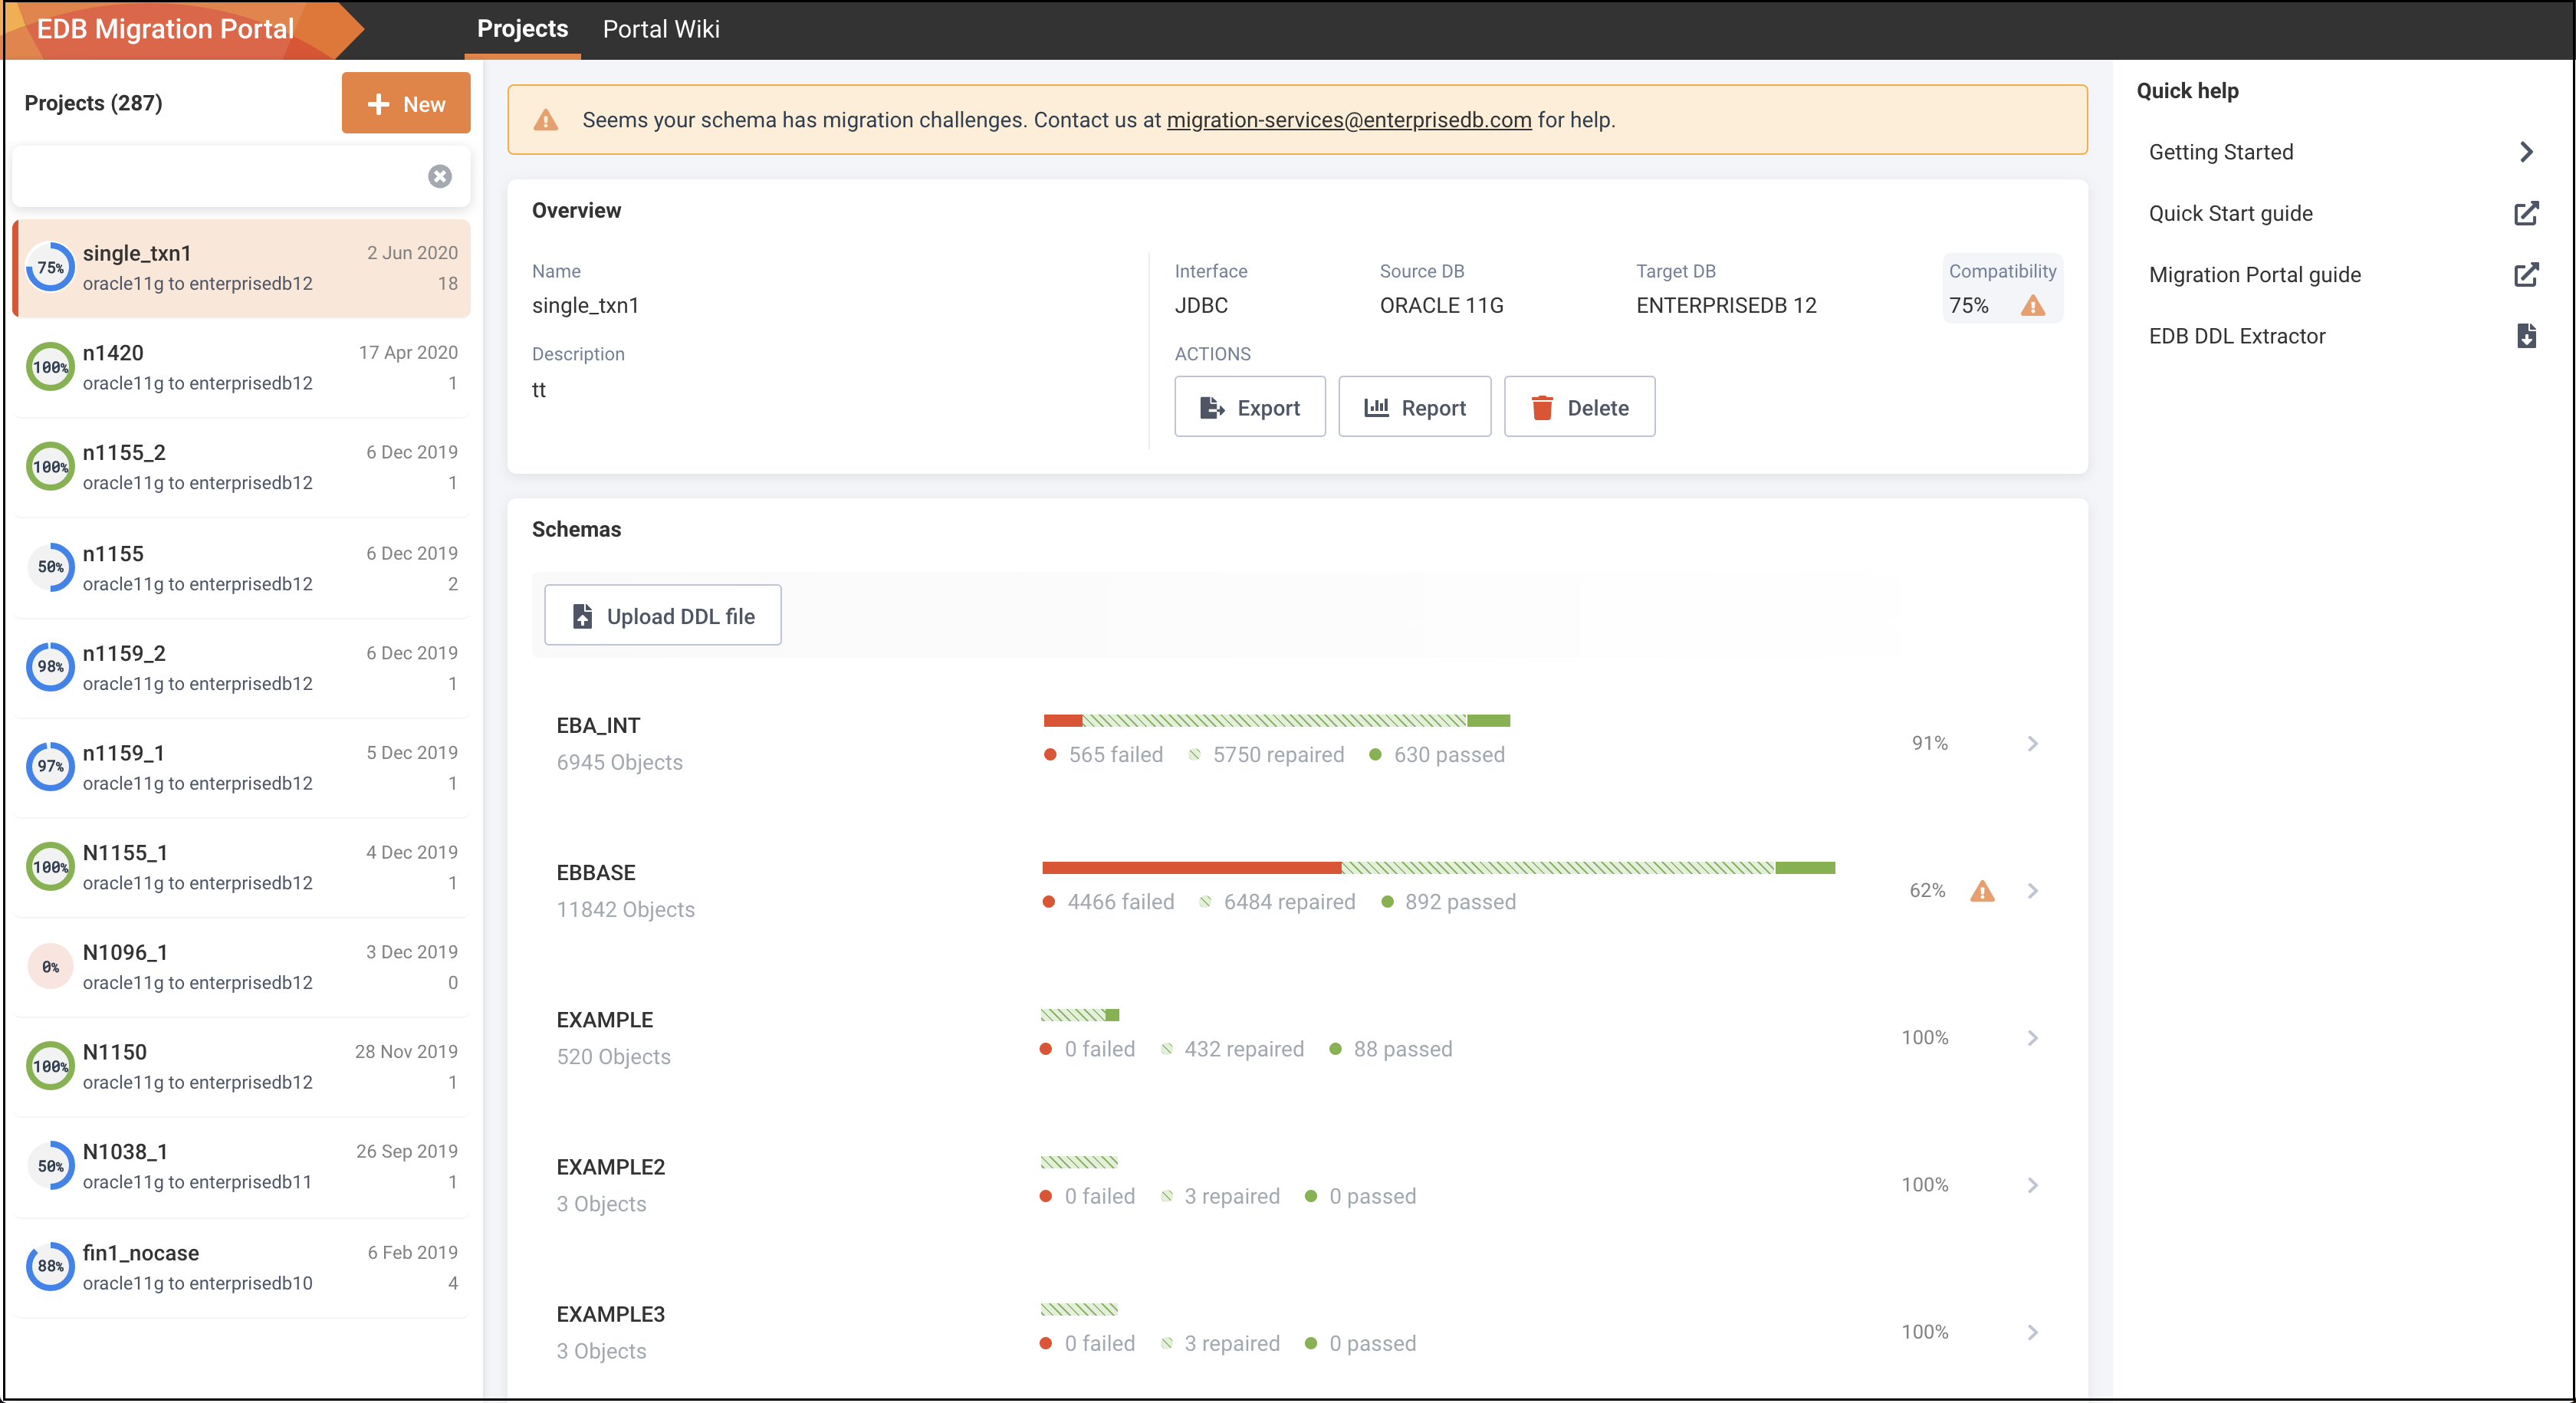 EDB Migration Portal
Projects
Portal Wiki
Projects (287)
New
single_txn1
2 Jun 2020
75%
oracle11g to enterprisedb12
18
n1420
17 Apr 2020
100%
oracle11g to enterprisedb12
1
n1155_2
6 Dec 2019
100%
oracle11g to enterprisedb12
1
n1155
6 Dec 2019
50%
oracle11g to enterprisedb12
2
n1159_2
6 Dec 2019
98%
oracle11g to enterprisedb12
1
n1159_1
5 Dec 2019
97%
oracle11g to enterprisedb12
1
N1155_1
4 Dec 2019
100%
oracle11g to enterprisedb12
1
N1096_1
3 Dec 2019
0%
oracle11g to enterprisedb12
0
N1150
28 Nov 2019
100%
oracle11g to enterprisedb12
1
N1038_1
26 Sep 2019
50%
oracle11g to enterprisedb11
1
fin1_nocase
6 Feb 2019
88%
oracle11g to enterprisedb10
4
Seems your schema has migration challenges. Contact us at migration-services@enterprisedb.com for help.
Overview
Name
single_txn1
Description
tt
Interface
JDBC
Source DB
ORACLE 11G
Target DB
ENTERPRISEDB 12
Compatibility
75%
ACTIONS
Export
Report
Delete
Schemas
Upload DDL file
EBA_INT
6945 Objects
565 failed
5750 repaired
630 passed
91%
EBBASE
11842 Objects
4466 failed
6484 repaired
892 passed
62%
EXAMPLE
520 Objects
0 failed
432 repaired
88 passed
100%
EXAMPLE2
3 Objects
0 failed
3 repaired
0 passed
100%
EXAMPLE3
3 Objects
0 failed
3 repaired
0 passed
100%
Quick help
Getting Started
Quick Start guide
Migration Portal guide
EDB DDL Extractor